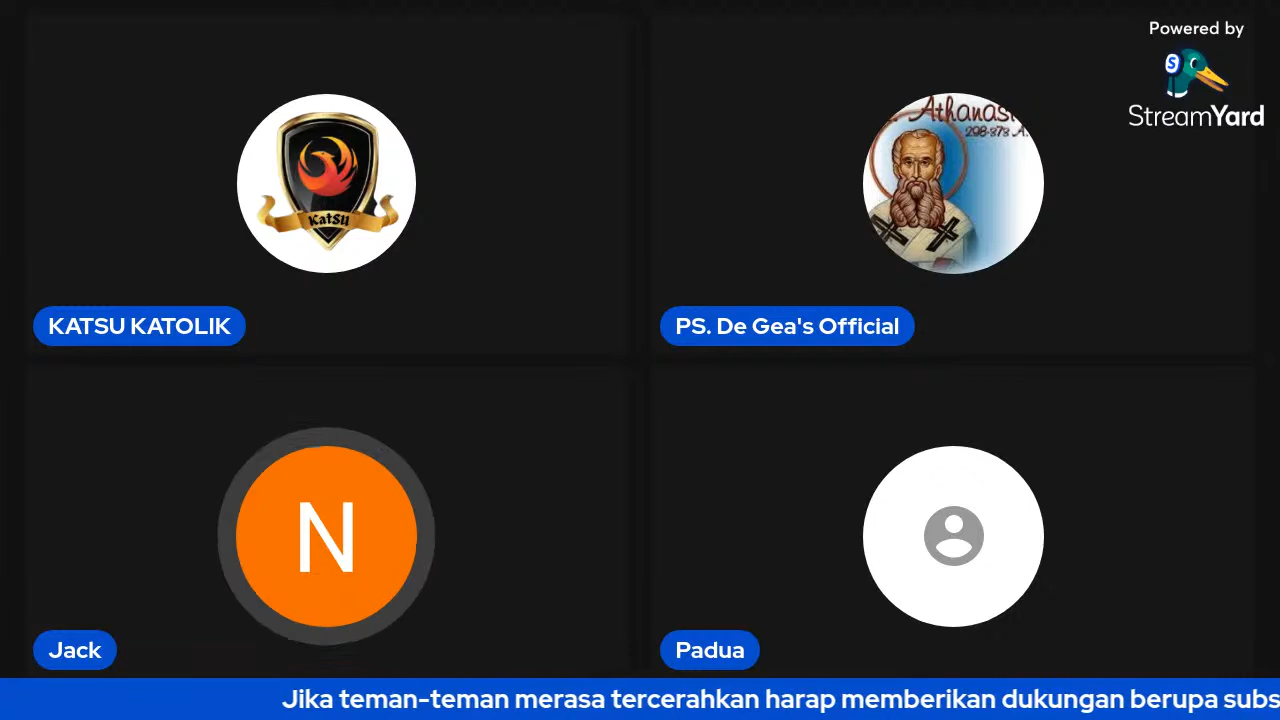 Powered by
S
StreamYard
KatSU
KATSU KATOLIK
Athanasi
298-373 A.
PS. De Gea's Official
N
Jack
Padua
Jika teman-teman merasa tercerahkan harap memberikan dukungan berupa subs